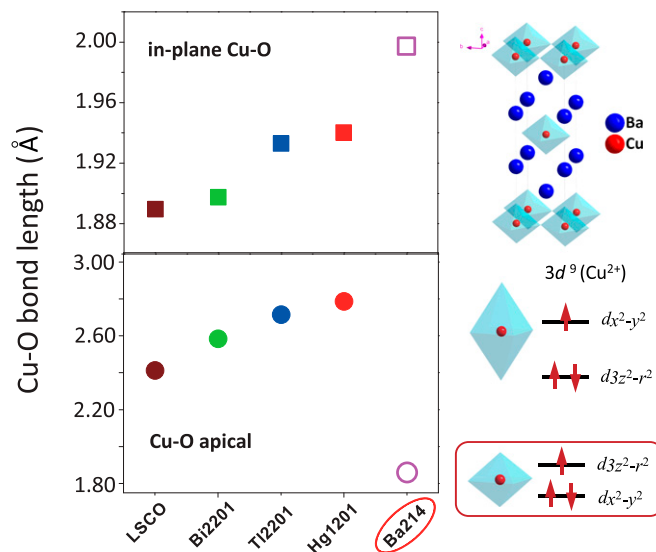 Cu-O bond length (Å)
2.00
1.96
1.92
1.88
in-plane Cu-O
3.00
2.60
2.20
1.80
Cu-O apical
LSCO
Bi2201
Tl2201
Hg1201
Ba214
Ba
Cu
3d ⁹ (Cu²⁺)
dx²-y²
d3z²-r²
d3z²-r²
dx²-y²